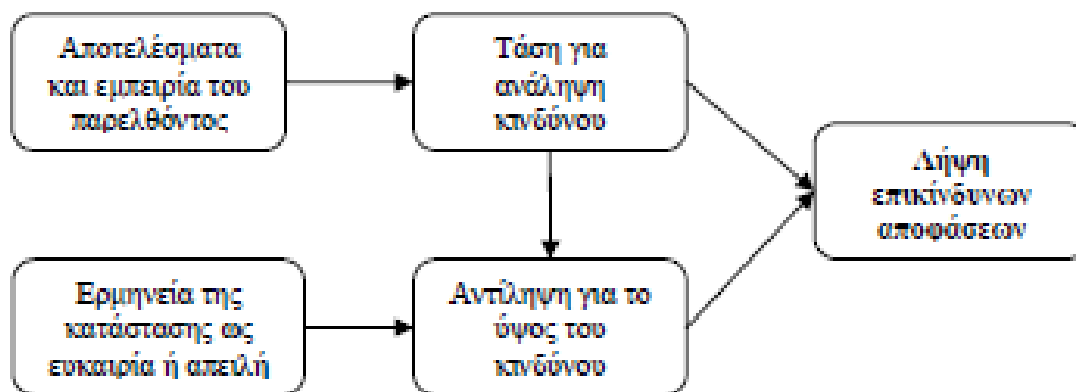 Αποτελέσματα
και εμπειρία του
παρελθόντος
Τάση για
ανάληψη
κινδύνου
Λήψη
επικίνδυνων
αποφάσεων
Ερμηνεία της
κατάστασης ως
ευκαιρία ή απειλή
Αντίληψη για το
ύψος του
κινδύνου